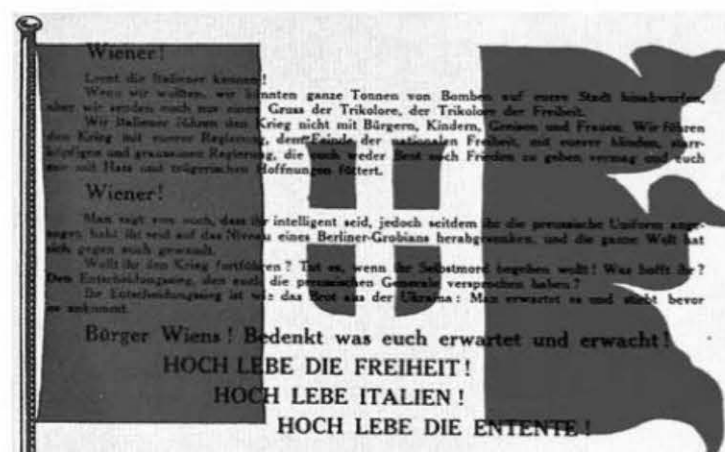 Wiener!
Lernt die Italiener kennen!
Wenn wir wollten, wir könnten ganze Tonnen von Bomben auf euere Stadt hinabwerfen,
aber wir senden euch nur einen Gruss der Trikolore, der Trikolore der Freiheit.
Wir Italiener führen den Krieg nicht mit Bürgern, Kindern, Greisen und Frauen. Wir führen
den Krieg mit euerer Regierung, dem Feinde der nationalen Freiheit, mit euerer blinden, starr-
köpfigen und grausamen Regierung, die euch weder Brot noch Frieden zu geben vermag und euch
nur mit Hass und trügerischen Hoffnungen füttert.
Wiener!
Man sagt von euch, dass ihr intelligent seid, jedoch seitdem ihr die preussische Uniform ange-
zogen habt ihr seid auf das Niveau eines Berliner-Grobians herabgesunken, und die ganze Welt hat
sich gegen euch gewandt.
Wollt ihr den Krieg fortführen? Tut es, wenn ihr Selbstmord begehen wollt! Was hofft ihr?
Den Entscheidungssieg, den euch die preussischen Generale versprochen haben?
Ihr Entscheidungssieg ist wie das Brot aus der Ukraina: Man erwartet es und stirbt bevor
es ankommt.
Bürger Wiens! Bedenkt was euch erwartet und erwacht!
HOCH LEBE DIE FREIHEIT!
HOCH LEBE ITALIEN!
HOCH LEBE DIE ENTENTE!